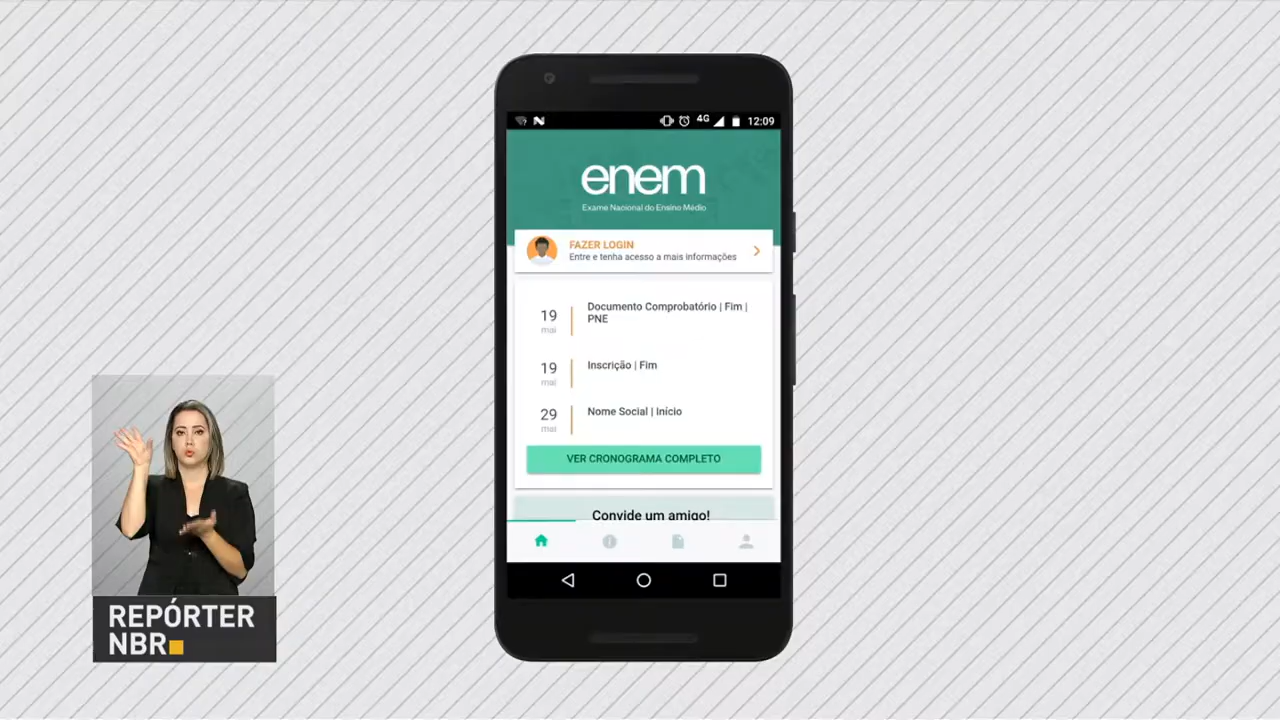 4G 12:09
enem
Exame Nacional do Ensino Médio
FAZER LOGIN
Entre e tenha acesso a mais informações
19
mai
Documento Comprobatório | Fim |
PNE
19
mai
Inscrição | Fim
29
mai
Nome Social | Início
VER CRONOGRAMA COMPLETO
Convide um amigo!
REPÓRTER
NBR